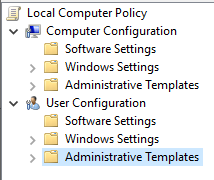 Local Computer Policy
Computer Configuration
Software Settings
Windows Settings
Administrative Templates
User Configuration
Software Settings
Windows Settings
Administrative Templates